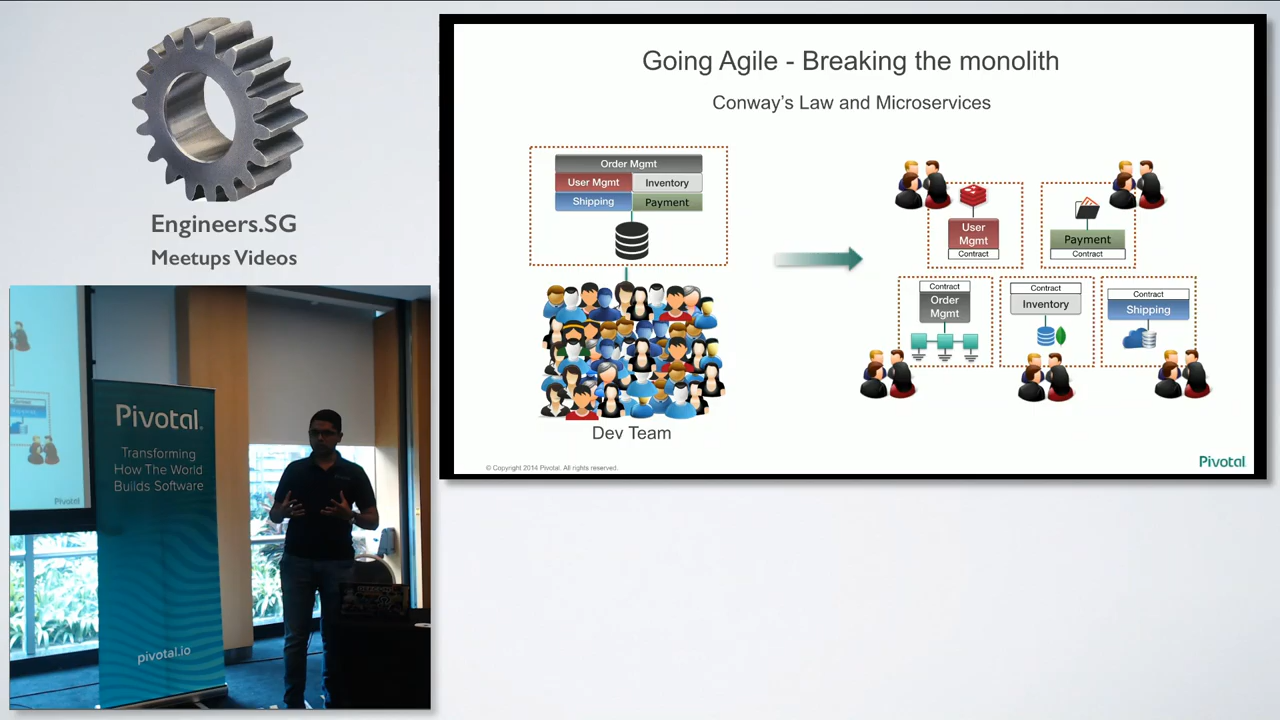 Engineers.SG
Meetups Videos
Going Agile - Breaking the monolith
Conway's Law and Microservices
Order Mgmt
User Mgmt
Inventory
Shipping
Payment
Dev Team
User
Mgmt
Contract
Payment
Contract
Contract
Order
Mgmt
Contract
Inventory
Contract
Shipping
© Copyright 2014 Pivotal. All rights reserved.
Pivotal
Pivotal
Transforming
How The World
Builds Software
pivotal.io
Pivotal